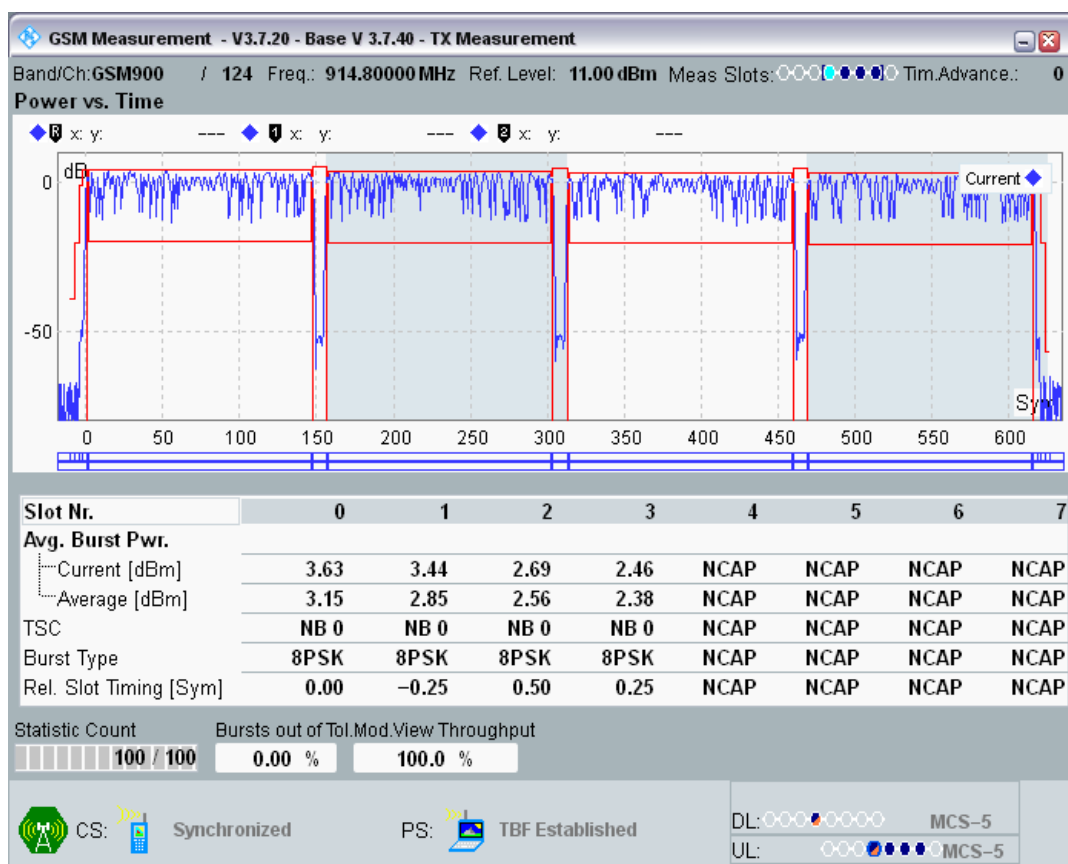 GSM Measurement - V3.7.20 - Base V 3.7.40 - TX Measurement
Band/Ch:GSM900 / 124 Freq.: 914.80000 MHz Ref. Level: 11.00 dBm Meas Slots: Tim.Advance.: 0
Power vs. Time
R x: y: --- 1 x: y: --- 2 x: y: ---
dB
Current
0
-50
0 50 100 150 200 250 300 350 400 450 500 550 600
Slot Nr. 0 1 2 3 4 5 6 7
Avg. Burst Pwr.
Current [dBm] 3.63 3.44 2.69 2.46 NCAP NCAP NCAP NCAP
Average [dBm] 3.15 2.85 2.56 2.38 NCAP NCAP NCAP NCAP
TSC NB 0 NB 0 NB 0 NB 0 NCAP NCAP NCAP NCAP
Burst Type 8PSK 8PSK 8PSK 8PSK NCAP NCAP NCAP NCAP
Rel. Slot Timing [Sym] 0.00 −0.25 0.50 0.25 NCAP NCAP NCAP NCAP
Statistic Count Bursts out of Tol.Mod.View Throughput
100 / 100 0.00 % 100.0 %
CS: Synchronized PS: TBF Established
DL: MCS−5
UL: MCS−5